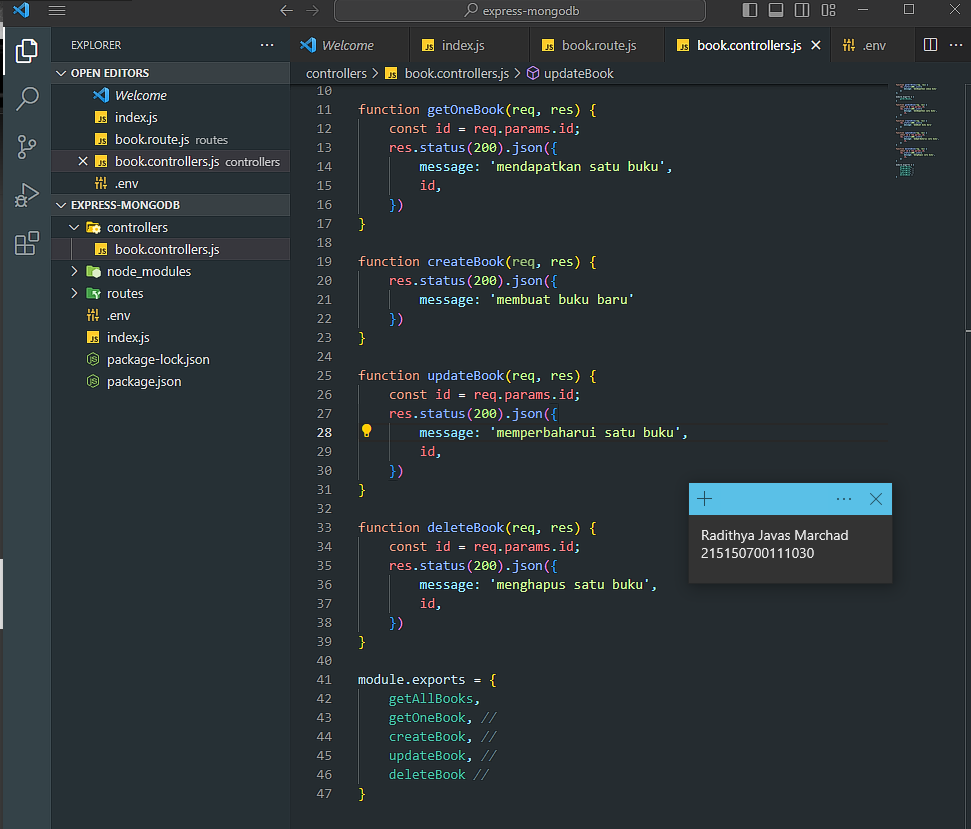 express-mongodb
EXPLORER
Welcome
index.js
book.route.js
book.controllers.js
.env
OPEN EDITORS
Welcome
index.js
book.route.js routes
book.controllers.js controllers
.env
EXPRESS-MONGODB
controllers
book.controllers.js
node_modules
routes
.env
index.js
package-lock.json
package.json
controllers > book.controllers.js > updateBook
10
11 function getOneBook(req, res) {
12 const id = req.params.id;
13 res.status(200).json({
14 message: 'mendapatkan satu buku',
15 id,
16 })
17 }
18
19 function createBook(req, res) {
20 res.status(200).json({
21 message: 'membuat buku baru'
22 })
23 }
24
25 function updateBook(req, res) {
26 const id = req.params.id;
27 res.status(200).json({
28 message: 'memperbaharui satu buku',
29 id,
30 })
31 }
32
33 function deleteBook(req, res) {
34 const id = req.params.id;
35 res.status(200).json({
36 message: 'menghapus satu buku',
37 id,
38 })
39 }
40
41 module.exports = {
42 getAllBooks,
43 getOneBook, //
44 createBook, //
45 updateBook, //
46 deleteBook //
47 }
Radithya Javas Marchad
215150700111030